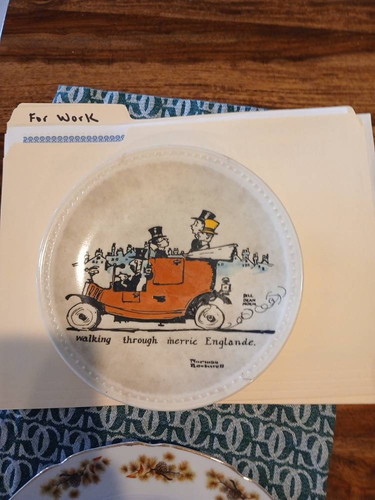 For Work
walking through merrie Englande.
Norman
Rockwell